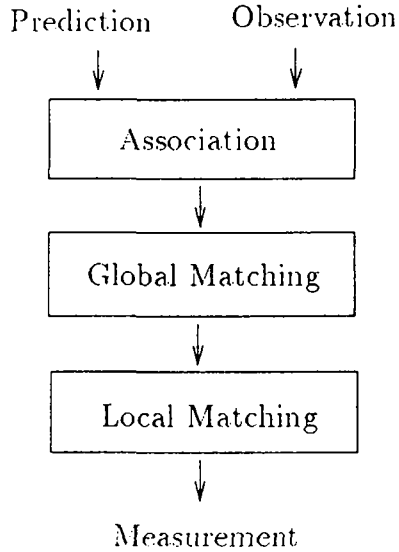 Prediction Observation
Association
Global Matching
Local Matching
Measurement